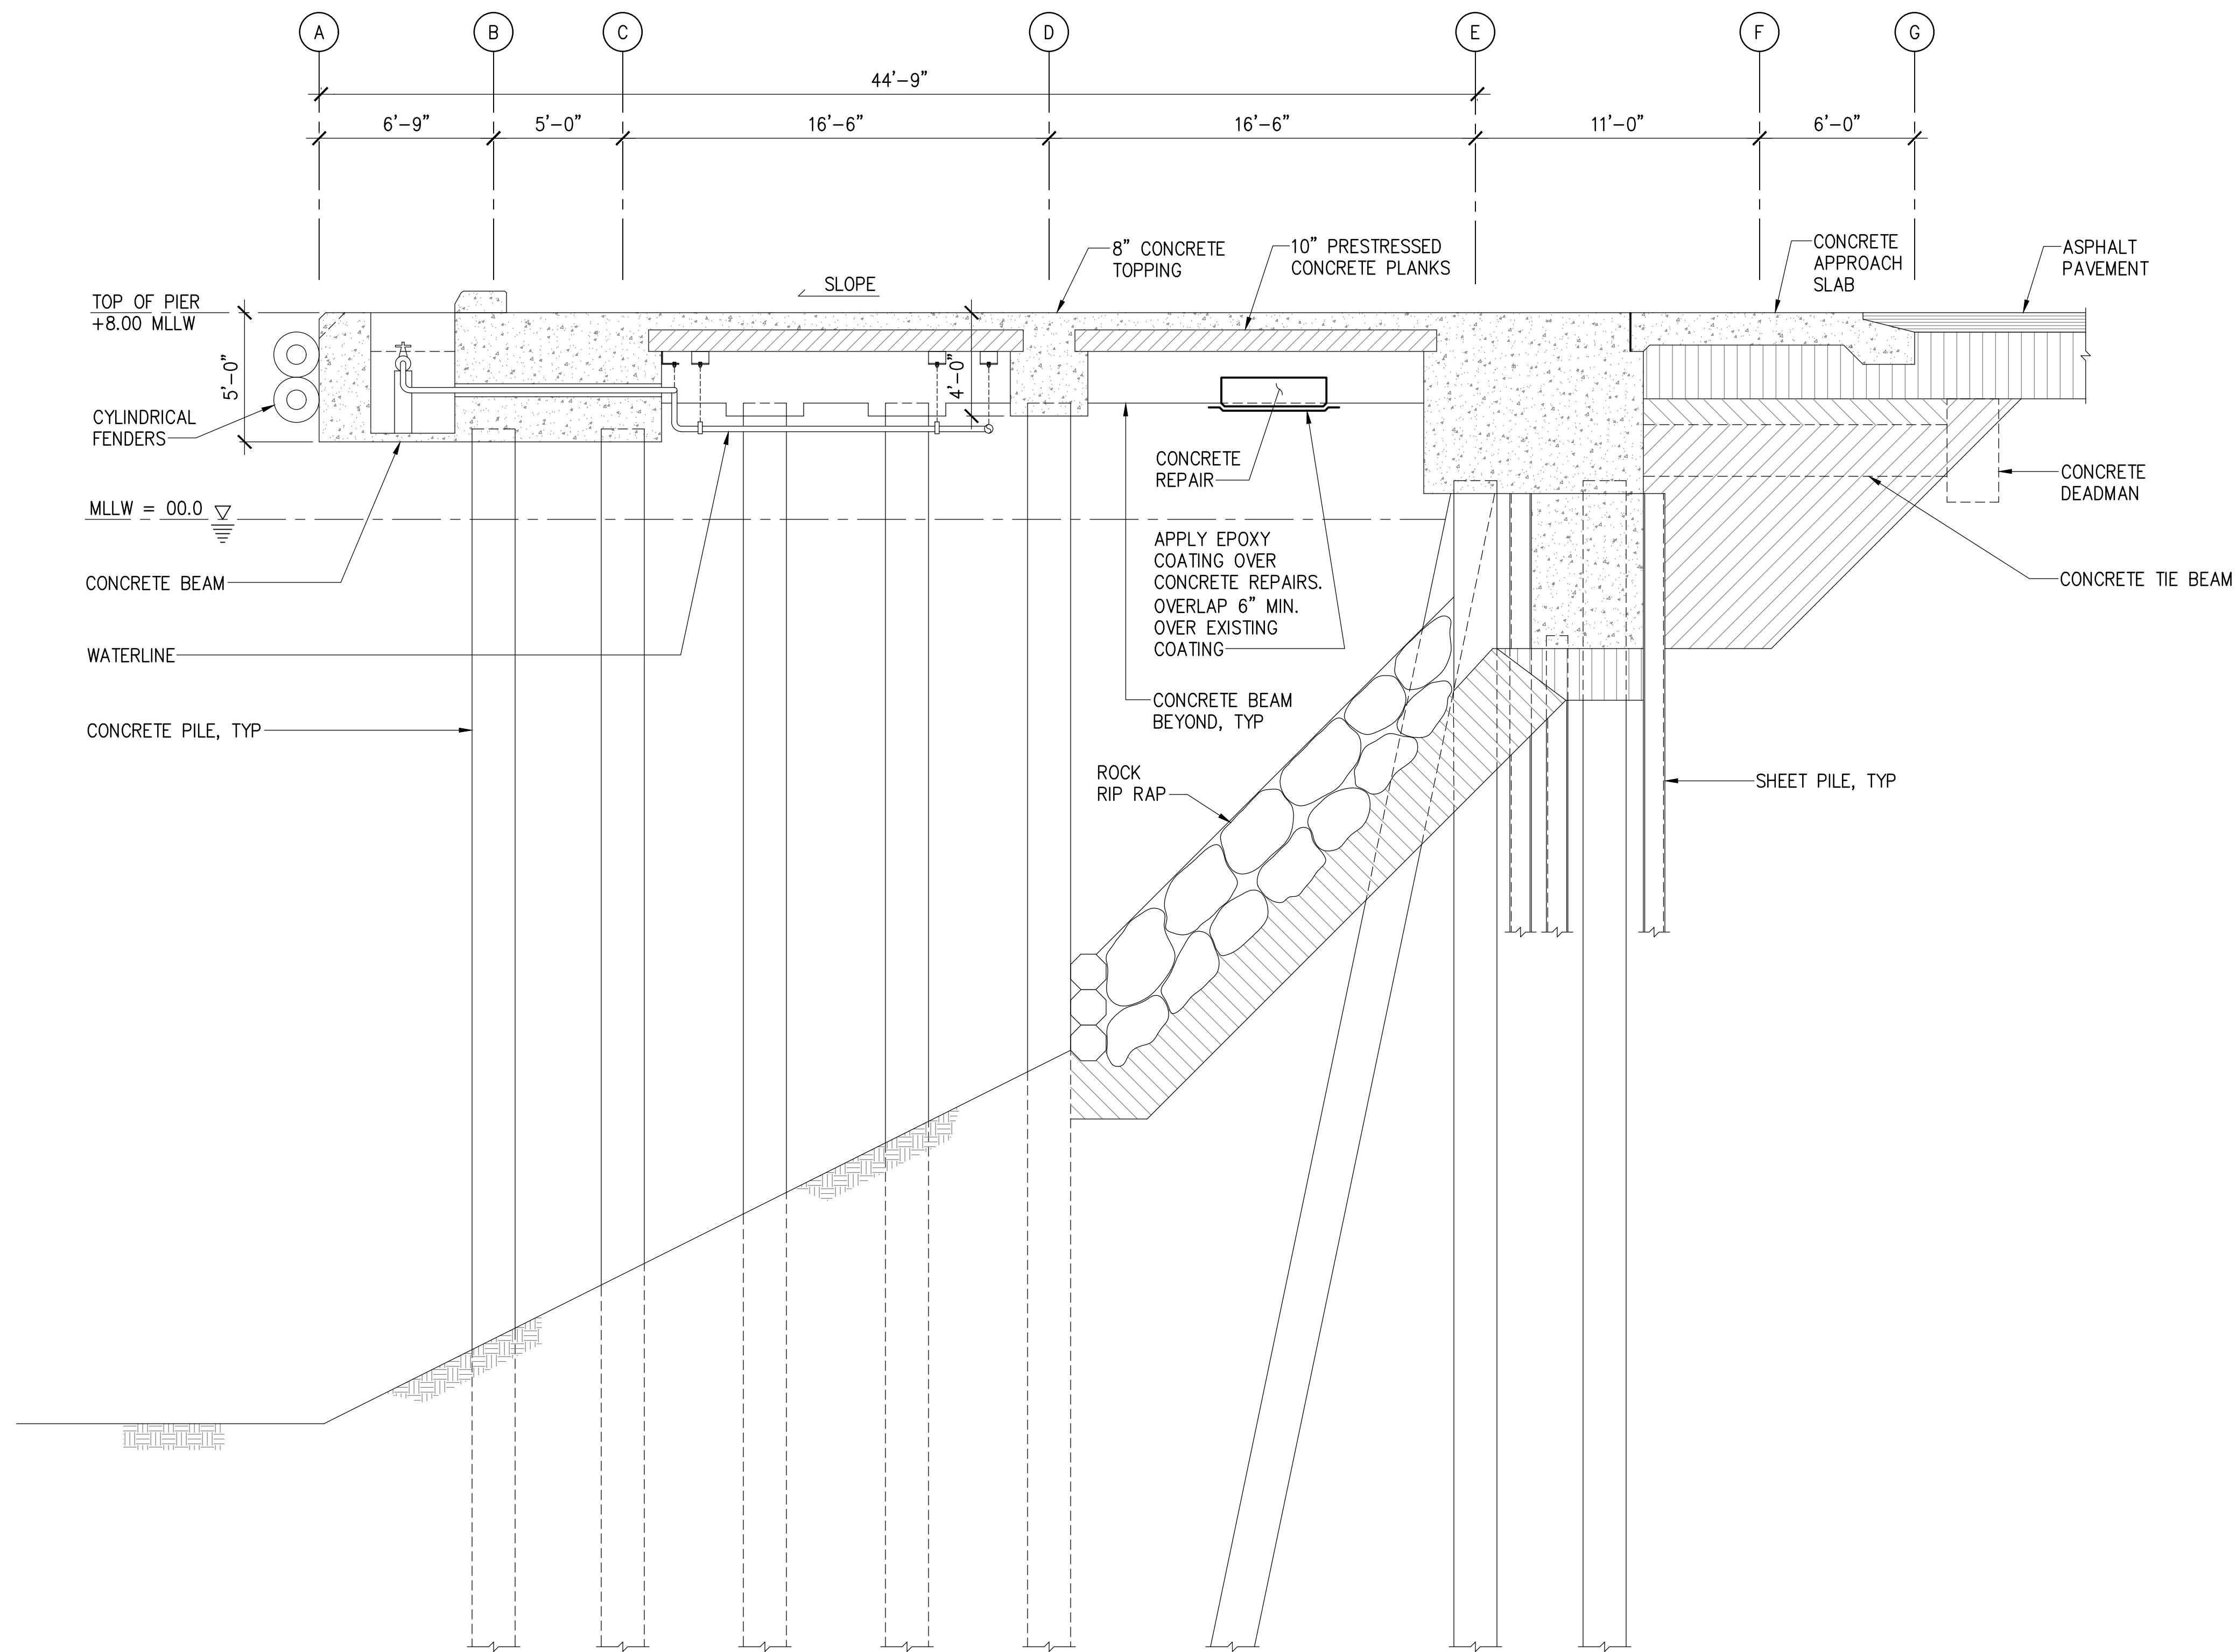 A
B
C
D
E
F
G
44'-9"
6'-9"
5'-0"
16'-6"
16'-6"
11'-0"
6'-0"
8" CONCRETE
TOPPING
10" PRESTRESSED
CONCRETE PLANKS
CONCRETE
APPROACH
SLAB
ASPHALT
PAVEMENT
SLOPE
TOP OF PIER
+8.00 MLLW
5'-0"
4'-0"
CYLINDRICAL
FENDERS
CONCRETE
REPAIR
CONCRETE
DEADMAN
MLLW = 00.0
APPLY EPOXY
COATING OVER
CONCRETE REPAIRS.
OVERLAP 6" MIN.
OVER EXISTING
COATING
CONCRETE BEAM
CONCRETE TIE BEAM
WATERLINE
CONCRETE BEAM
BEYOND, TYP
CONCRETE PILE, TYP
ROCK
RIP RAP
SHEET PILE, TYP